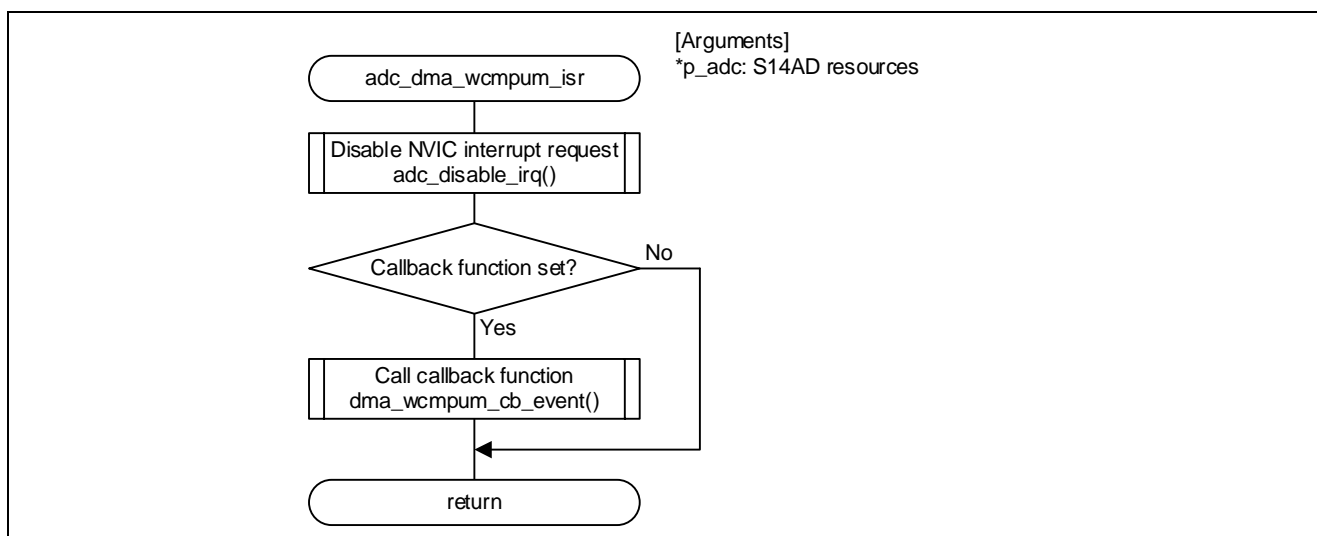 [Arguments]
*p_adc: S14AD resources
adc_dma_wcmpum_isr
Disable NVIC interrupt request
adc_disable_irq()
Callback function set?
No
Yes
Call callback function
dma_wcmpum_cb_event()
return